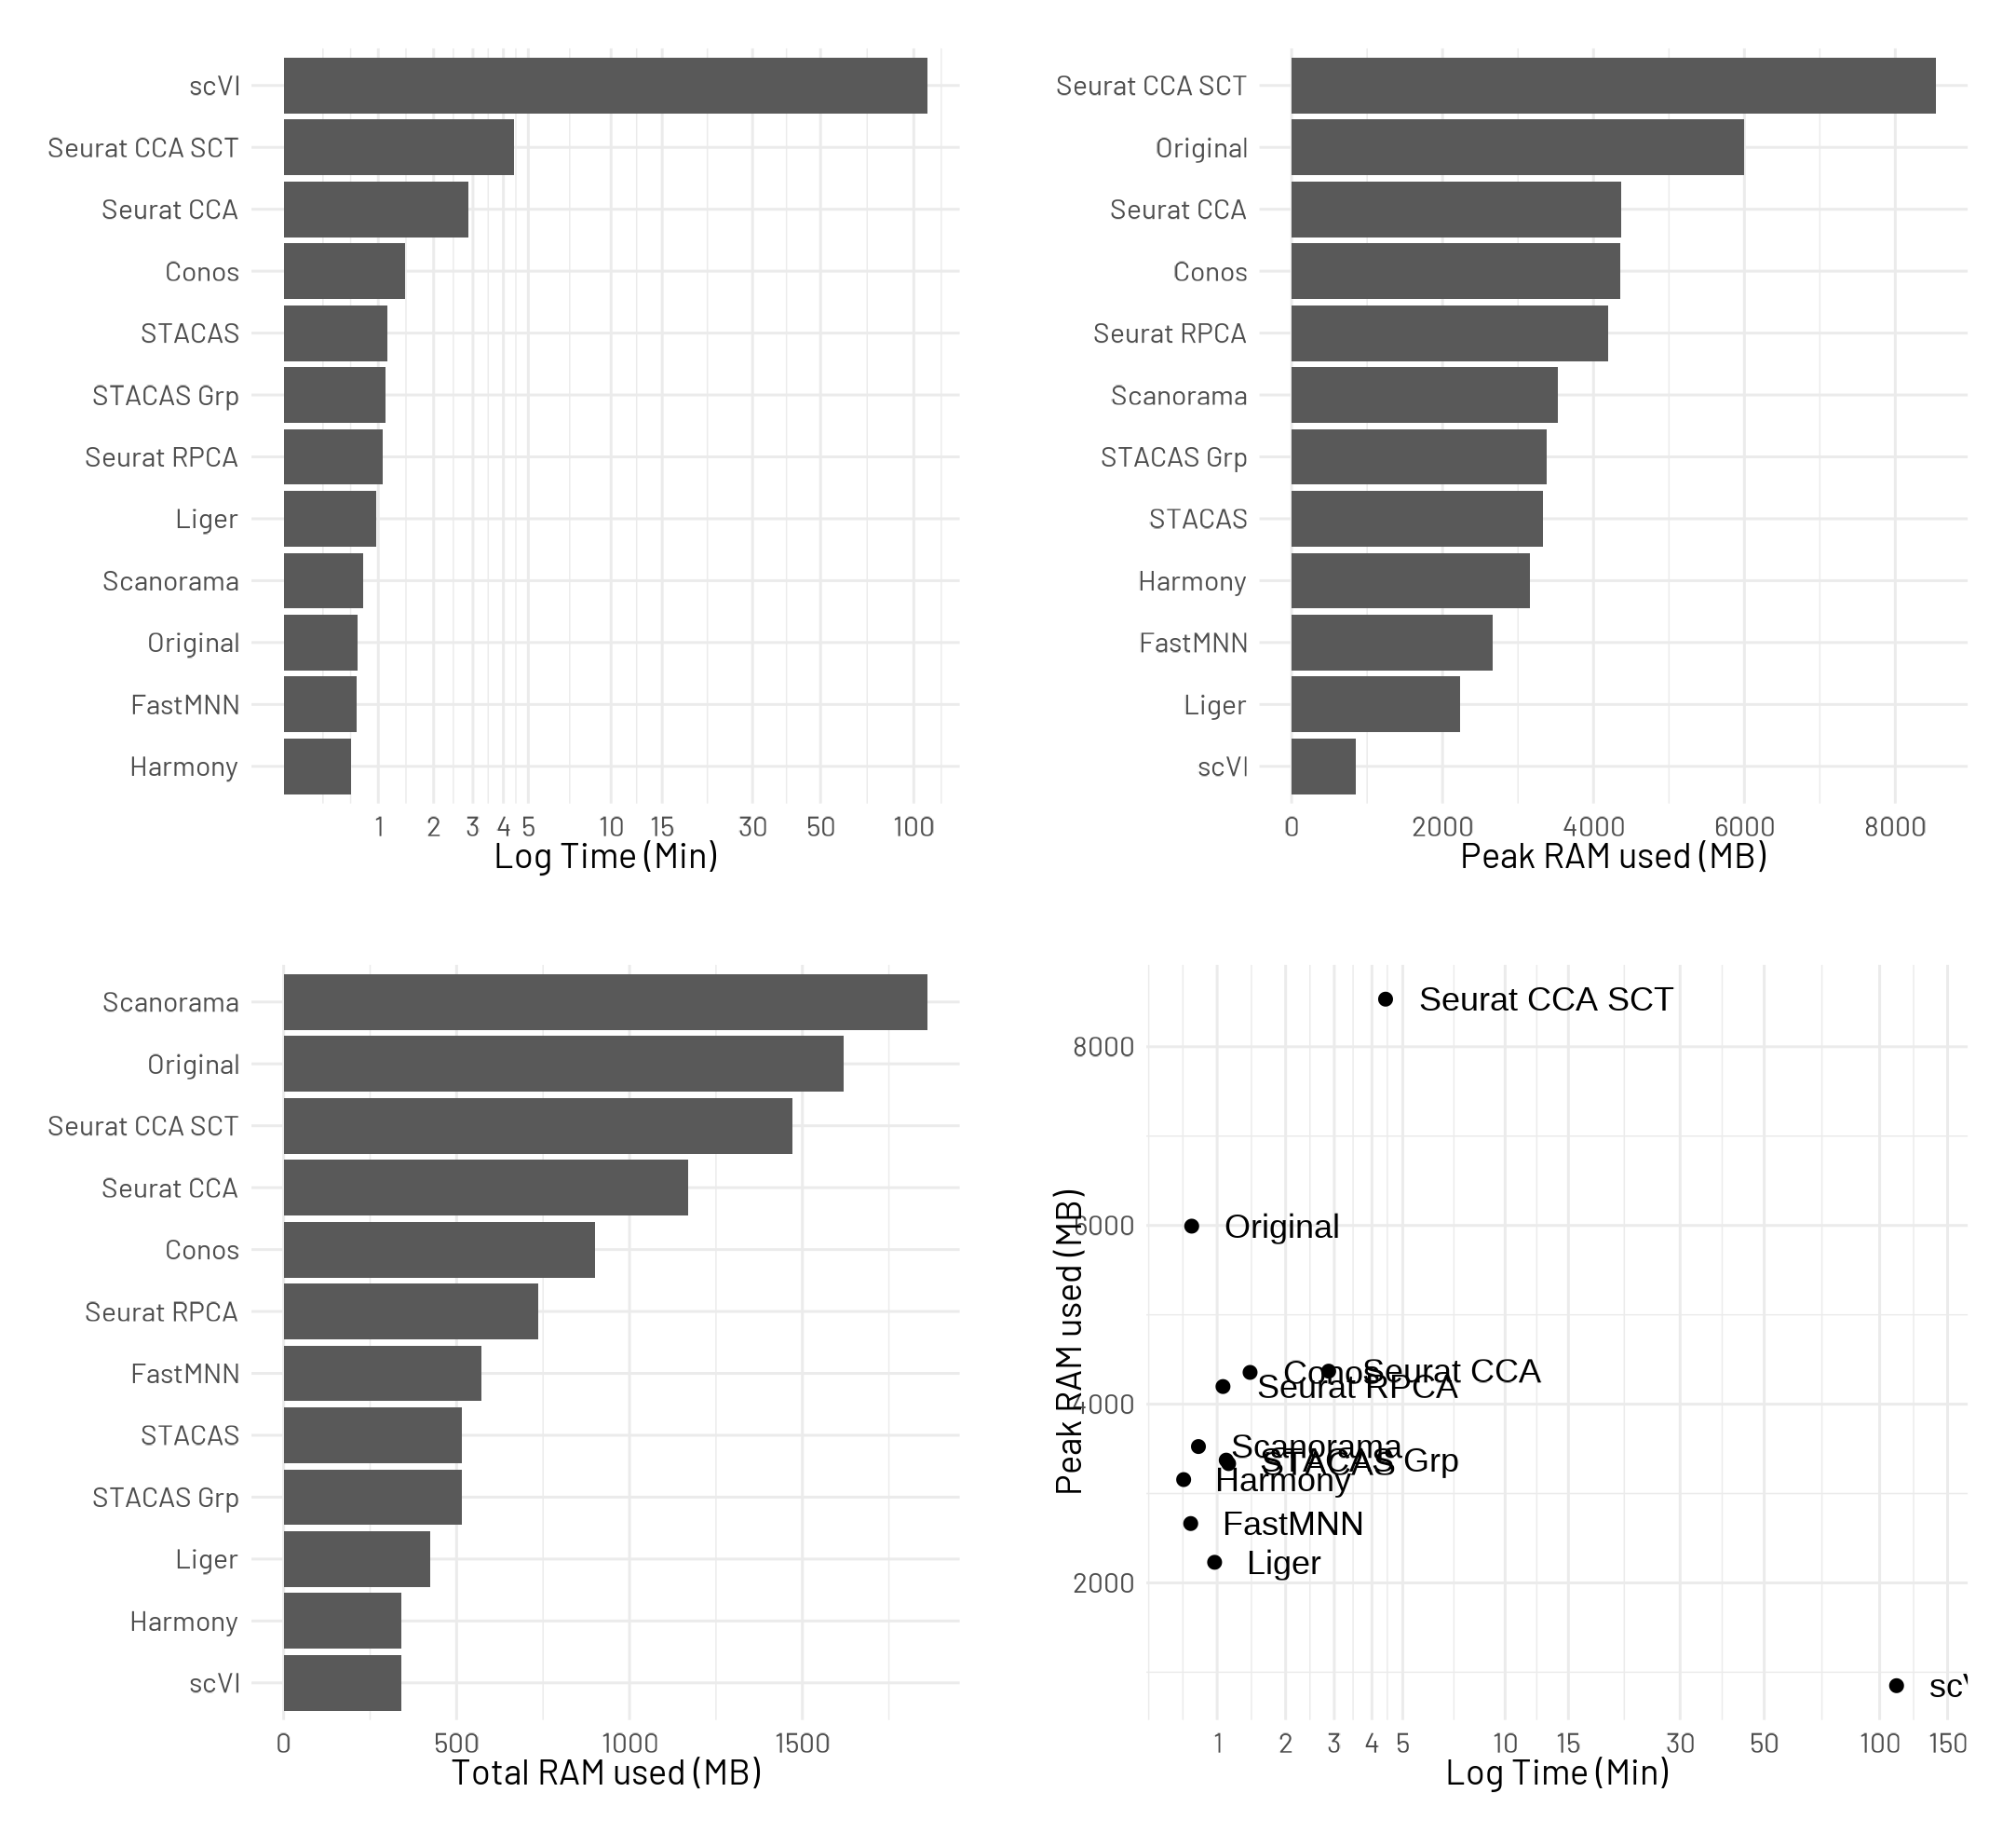 scVI
Seurat CCA SCT
Seurat CCA
Conos
STACAS
STACAS Grp
Seurat RPCA
Liger
Scanorama
Original
FastMNN
Harmony
1 2 3 4 5 10 15 30 50 100
Log Time (Min)
Seurat CCA SCT
Original
Seurat CCA
Conos
Seurat RPCA
Scanorama
STACAS Grp
STACAS
Harmony
FastMNN
Liger
scVI
0 2000 4000 6000 8000
Peak RAM used (MB)
Scanorama
Original
Seurat CCA SCT
Seurat CCA
Conos
Seurat RPCA
FastMNN
STACAS
STACAS Grp
Liger
Harmony
scVI
0 500 1000 1500
Total RAM used (MB)
Peak RAM used (MB)
8000
6000
4000
2000
Seurat CCA SCT
Original
Conos
Seurat CCA
Seurat RPCA
Scanorama
STACAS Grp
STACAS
Harmony
FastMNN
Liger
1 2 3 4 5 10 15 30 50 100 150
Log Time (Min)